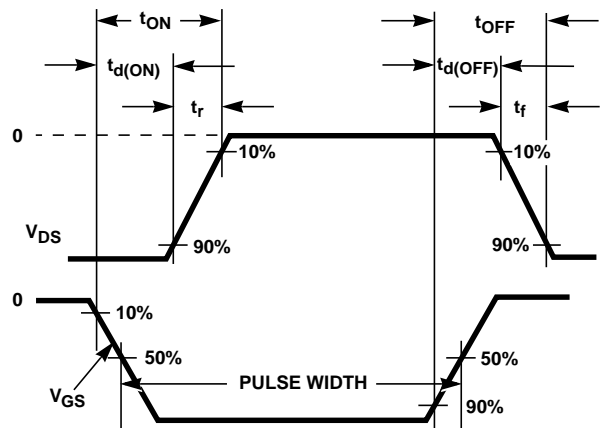 tON tOFF
td(ON) td(OFF)
tr tf
0
10% 10%
VDS
90% 90%
0
10%
50% 50%
VGS
PULSE WIDTH
90%